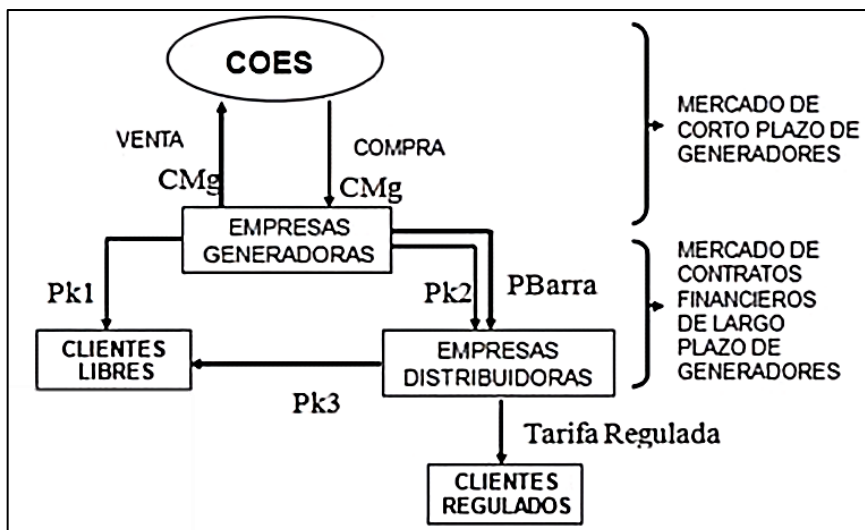 COES
VENTA
CMg
COMPRA
CMg
MERCADO DE
CORTO PLAZO DE
GENERADORES
EMPRESAS
GENERADORAS
Pk1
Pk2
PBarra
MERCADO DE
CONTRATOS
FINANCIEROS
DE LARGO
PLAZO DE
GENERADORES
CLIENTES
LIBRES
EMPRESAS
DISTRIBUIDORAS
Pk3
Tarifa Regulada
CLIENTES
REGULADOS